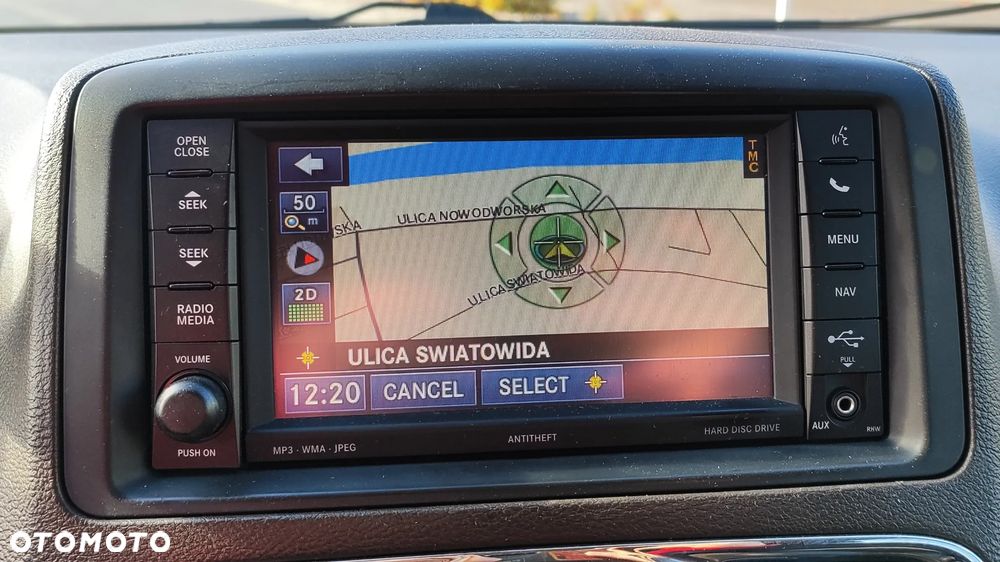 OPEN
CLOSE
SEEK
SEEK
RADIO
MEDIA
VOLUME
PUSH ON
50
m
2D
TMC
SKA
ULICA NOWODWORSKA
ULICA SWIATOWIDA
ULICA SWIATOWIDA
12:20
CANCEL
SELECT
MP3 - WMA - JPEG
ANTITHEFT
HARD DISC DRIVE
MENU
NAV
PULL
AUX
RHW
OTOMOTO